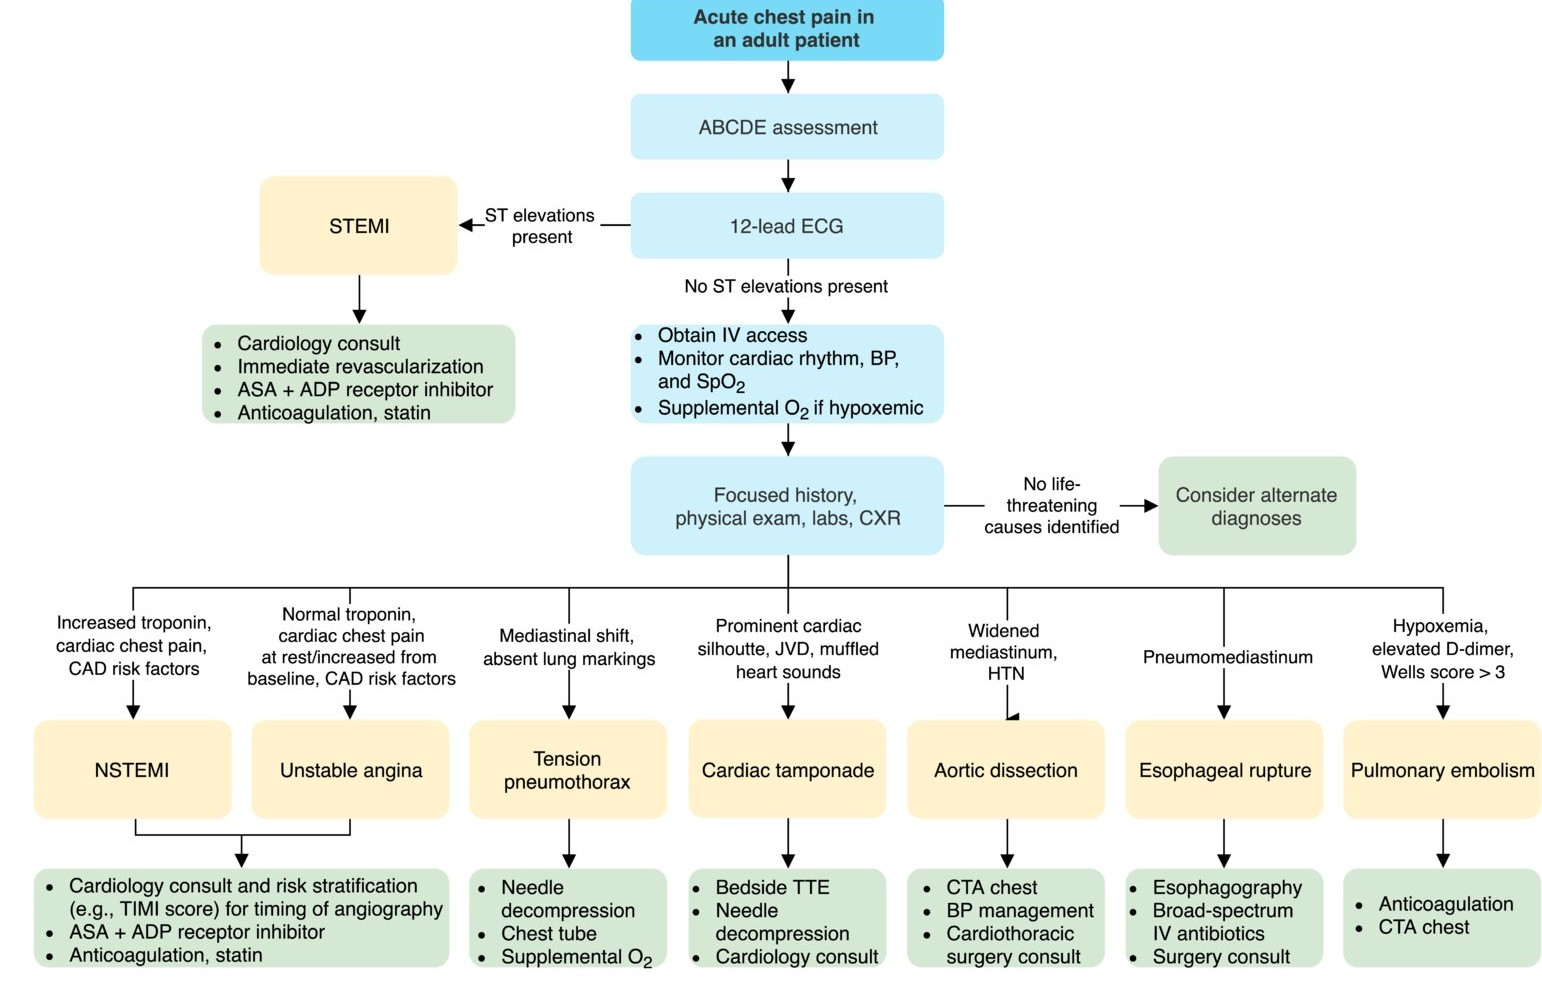 Acute chest pain in
an adult patient
ABCDE assessment
12-lead ECG
ST elevations
present
STEMI
• Cardiology consult
• Immediate revascularization
• ASA + ADP receptor inhibitor
• Anticoagulation, statin
No ST elevations present
• Obtain IV access
• Monitor cardiac rhythm, BP,
and SpO2
• Supplemental O2 if hypoxemic
Focused history,
physical exam, labs, CXR
No life-
threatening
causes identified
Consider alternate
diagnoses
Increased troponin,
cardiac chest pain,
CAD risk factors
Normal troponin,
cardiac chest pain
at rest/increased from
baseline, CAD risk factors
Mediastinal shift,
absent lung markings
Prominent cardiac
silhoutte, JVD, muffled
heart sounds
Widened
mediastinum,
HTN
Pneumomediastinum
Hypoxemia,
elevated D-dimer,
Wells score > 3
NSTEMI
Unstable angina
Tension
pneumothorax
Cardiac tamponade
Aortic dissection
Esophageal rupture
Pulmonary embolism
• Cardiology consult and risk stratification
(e.g., TIMI score) for timing of angiography
• ASA + ADP receptor inhibitor
• Anticoagulation, statin
• Needle
decompression
• Chest tube
• Supplemental O2
• Bedside TTE
• Needle
decompression
• Cardiology consult
• CTA chest
• BP management
• Cardiothoracic
surgery consult
• Esophagography
• Broad-spectrum
IV antibiotics
• Surgery consult
• Anticoagulation
• CTA chest